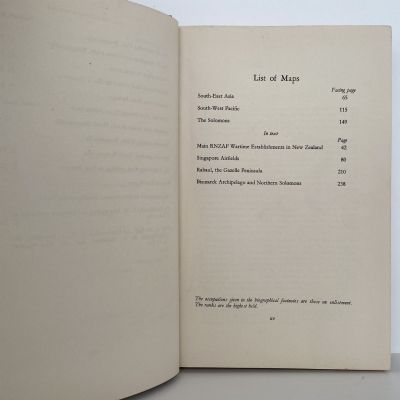 List of Maps
Facing page
South-East Asia 65
South-West Pacific 115
The Solomons 149
In text
Page
Main RNZAF Wartime Establishments in New Zealand 42
Singapore Airfields 80
Rabaul, the Gazelle Peninsula 210
Bismarck Archipelago and Northern Solomons 238
The occupations given in the biographical footnotes are those on enlistment.
The ranks are the highest held.